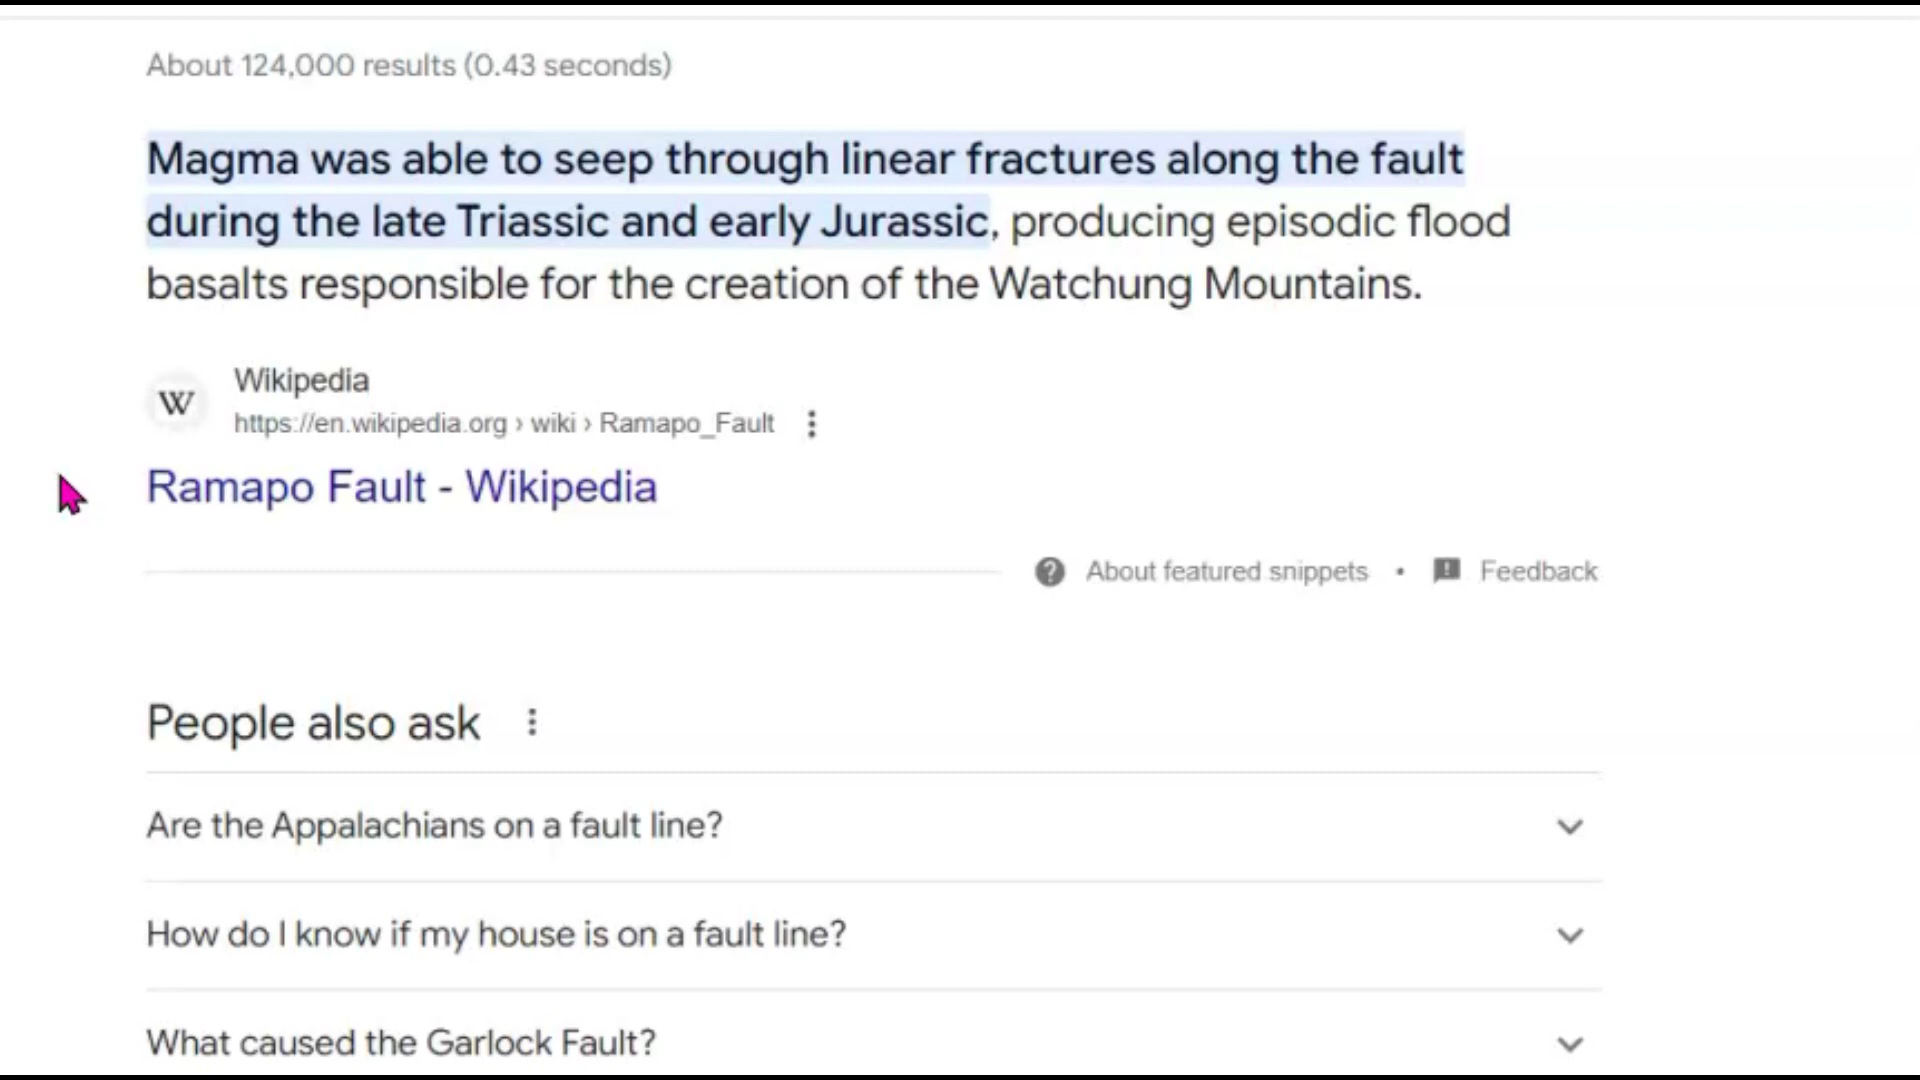 About 124,000 results (0.43 seconds)
Magma was able to seep through linear fractures along the fault
during the late Triassic and early Jurassic, producing episodic flood
basalts responsible for the creation of the Watchung Mountains.
W
Wikipedia
https://en.wikipedia.org › wiki › Ramapo_Fault
Ramapo Fault - Wikipedia
About featured snippets • Feedback
People also ask
Are the Appalachians on a fault line?
How do I know if my house is on a fault line?
What caused the Garlock Fault?